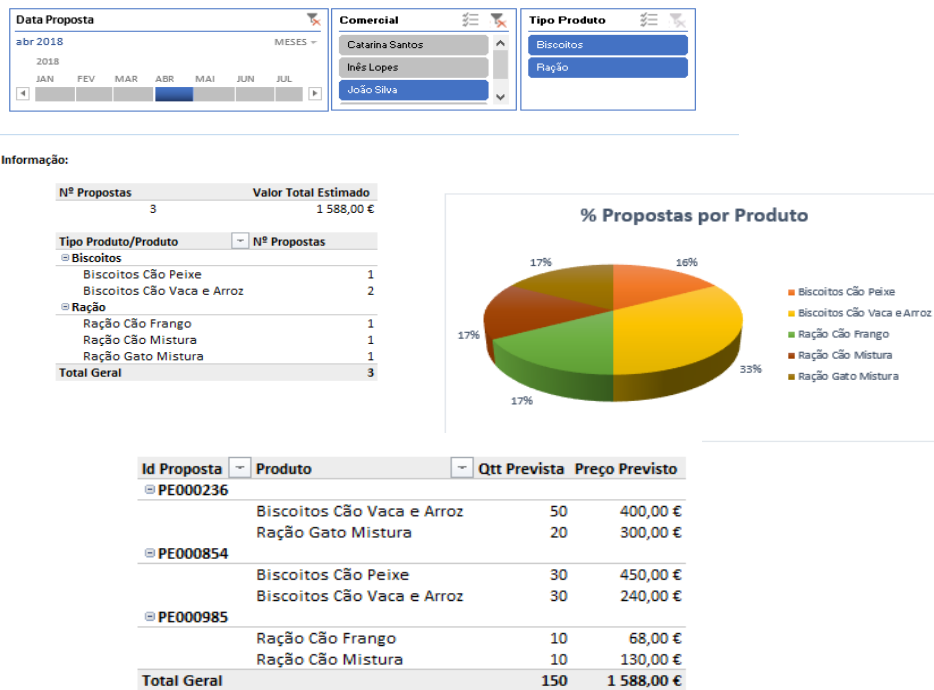 Data Proposta
abr 2018 MESES
2018
JAN FEV MAR ABR MAI JUN JUL
Comercial
Catarina Santos
Inês Lopes
João Silva
Tipo Produto
Biscoitos
Ração
Informação:
Nº Propostas Valor Total Estimado
3 1 588,00 €
Tipo Produto/Produto Nº Propostas
Biscoitos
Biscoitos Cão Peixe 1
Biscoitos Cão Vaca e Arroz 2
Ração
Ração Cão Frango 1
Ração Cão Mistura 1
Ração Gato Mistura 1
Total Geral 3
% Propostas por Produto
17% 16%
17%
33%
17%
Biscoitos Cão Peixe
Biscoitos Cão Vaca e Arroz
Ração Cão Frango
Ração Cão Mistura
Ração Gato Mistura
Id Proposta Produto Qtt Prevista Preço Previsto
PE000236
Biscoitos Cão Vaca e Arroz 50 400,00 €
Ração Gato Mistura 20 300,00 €
PE000854
Biscoitos Cão Peixe 30 450,00 €
Biscoitos Cão Vaca e Arroz 30 240,00 €
PE000985
Ração Cão Frango 10 68,00 €
Ração Cão Mistura 10 130,00 €
Total Geral 150 1 588,00 €